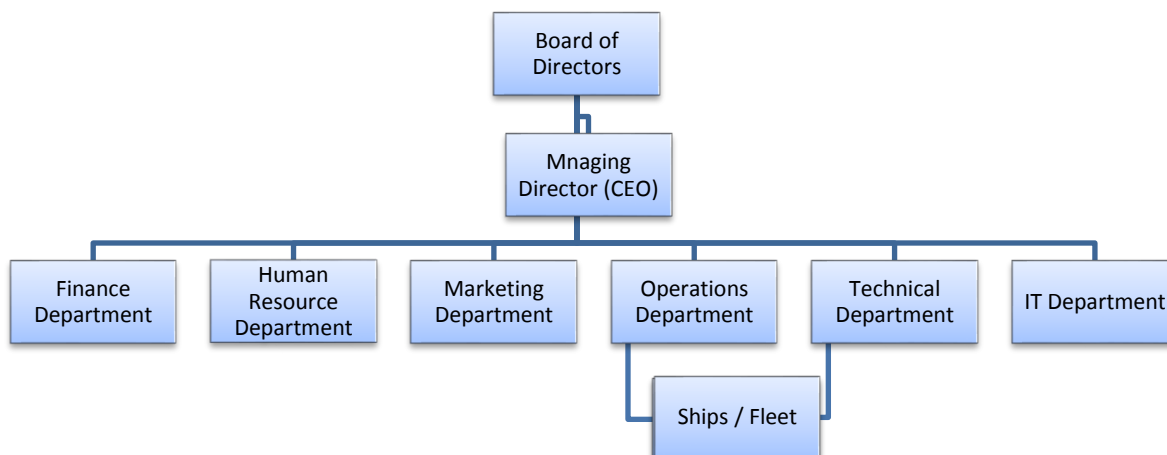 Board of
Directors
Mnaging
Director (CEO)
Finance
Department
Human
Resource
Department
Marketing
Department
Operations
Department
Technical
Department
IT Department
Ships / Fleet